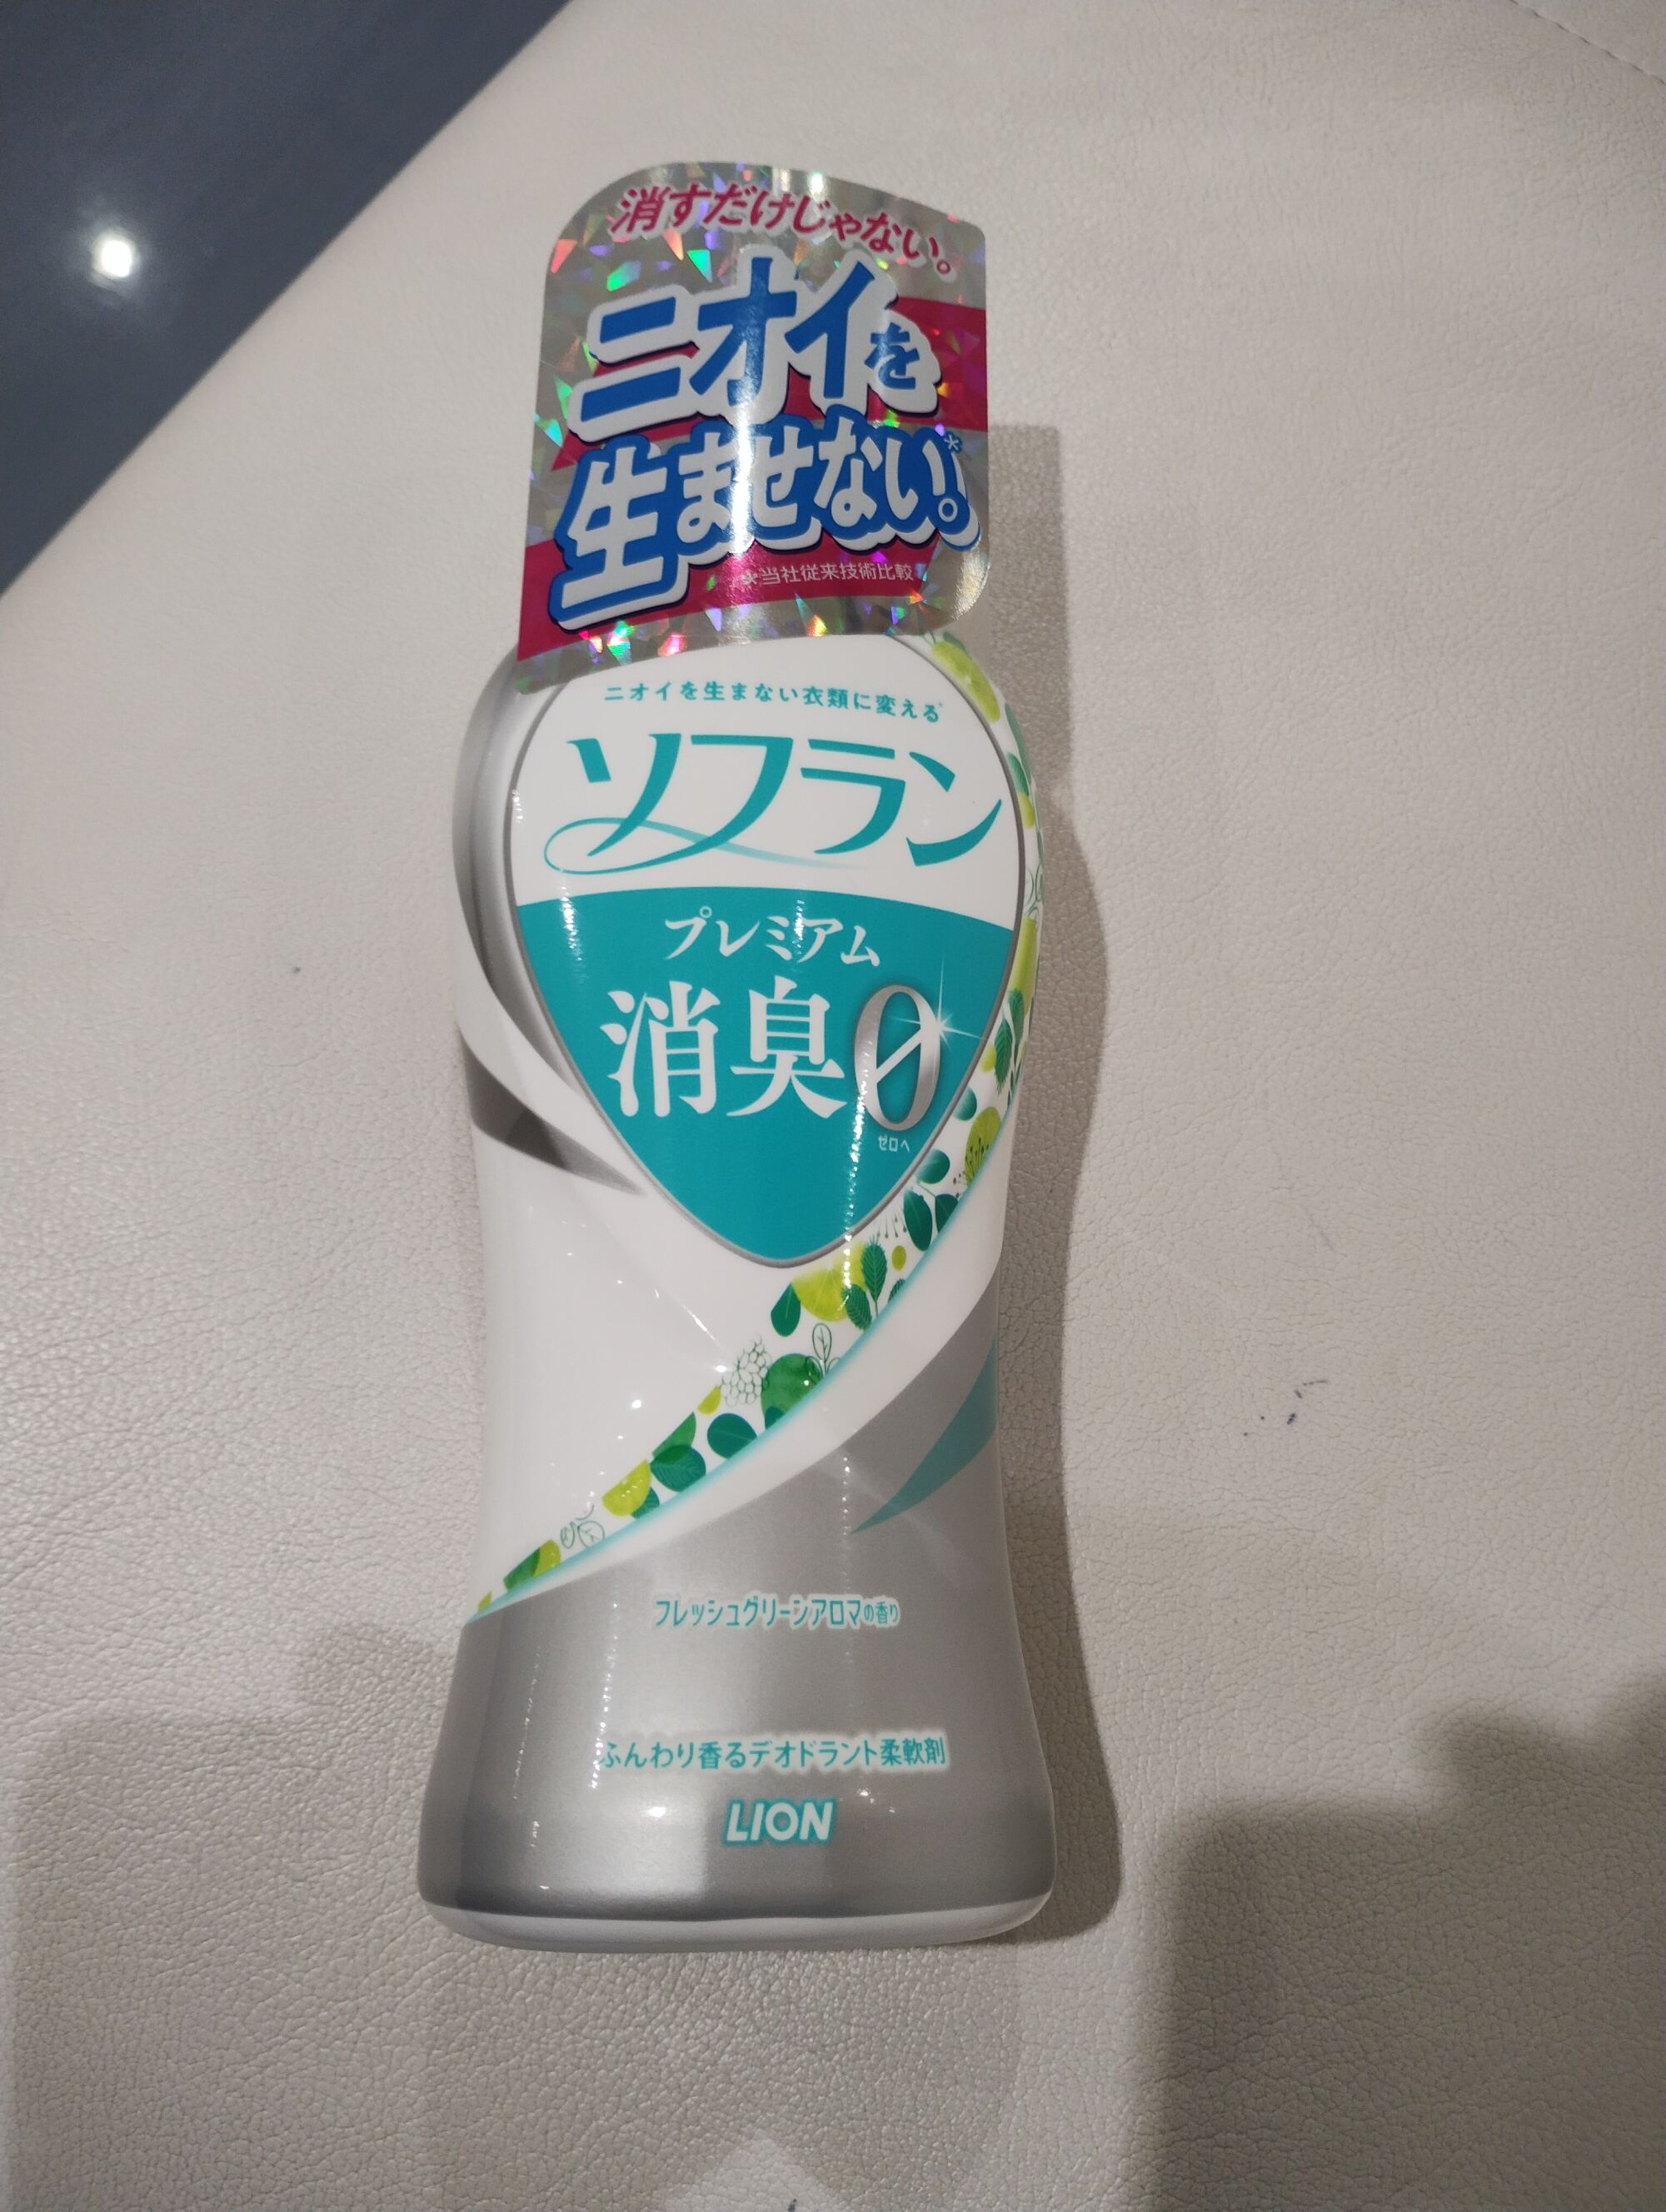 消すだけじゃない。
ニオイを
生ませない。*
*当社従来技術比較
ニオイを生まない衣類に変える*
ソフラン
プレミアム
消臭0
ゼロへ
フレッシュグリーンアロマの香り
ふんわり香るデオドラント柔軟剤
LION